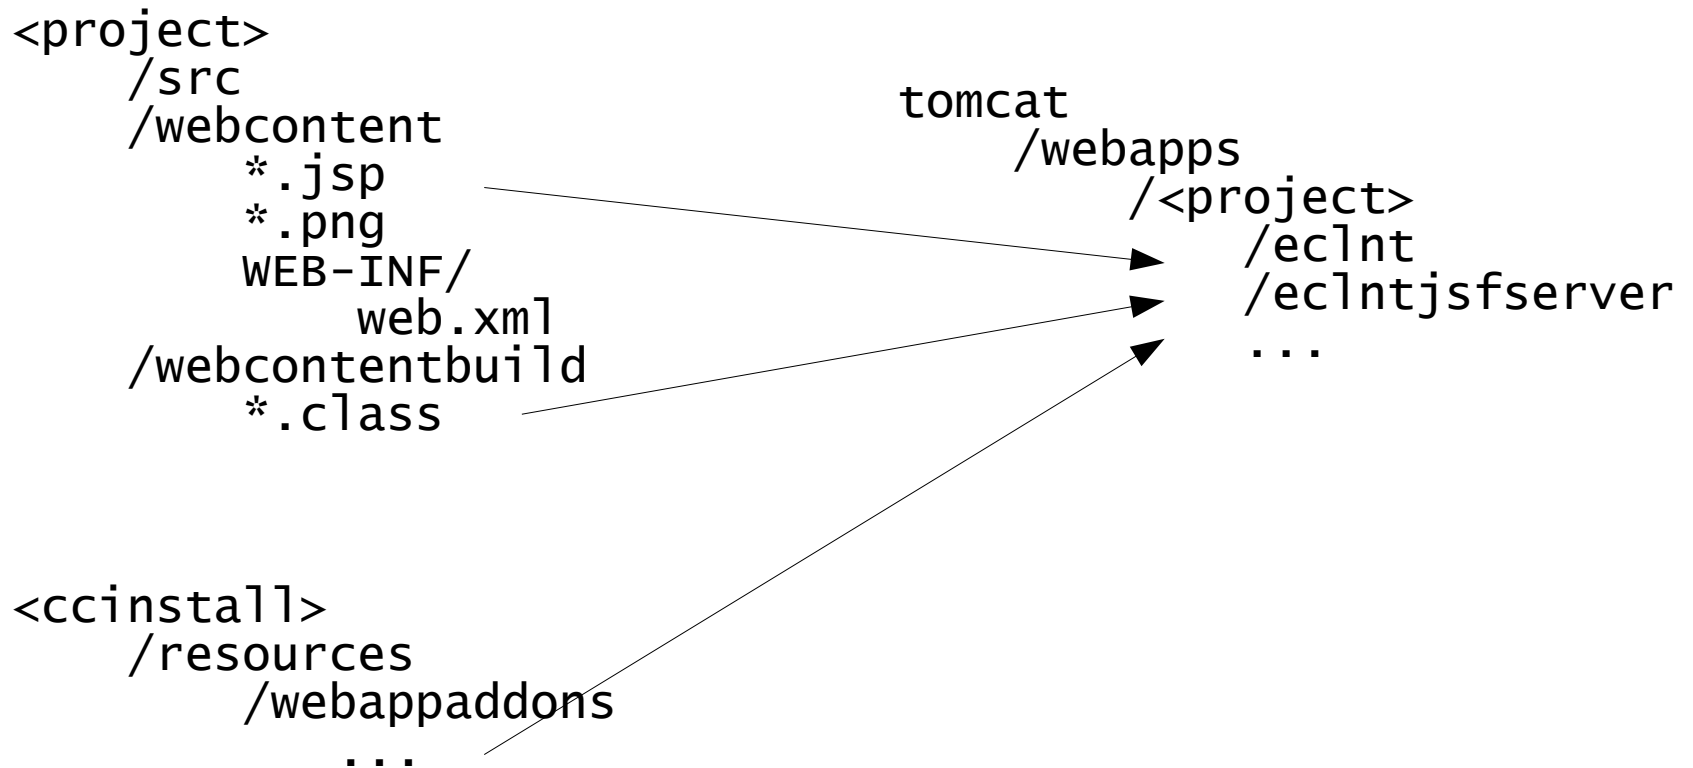 <project>
/src
/webcontent
*.jsp
*.png
WEB-INF/
web.xml
/webcontentbuild
*.class
<ccinstall>
/resources
/webappaddons
...
tomcat
/webapps
/<project>
/eclnt
/eclntjsfserver
...